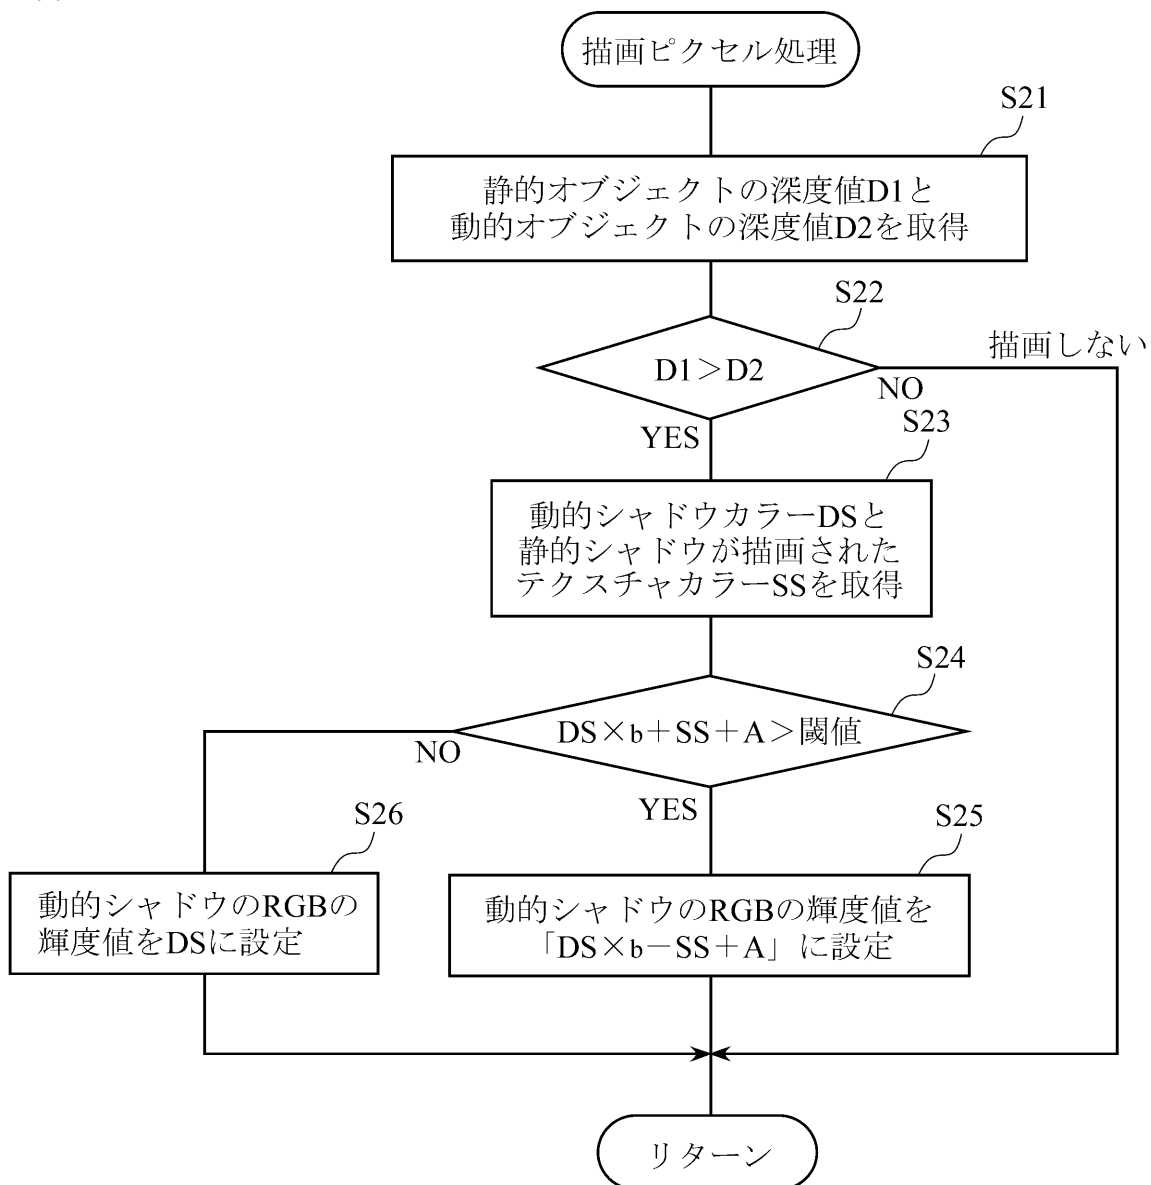 描画ピクセル処理
S21
静的オブジェクトの深度値D1と
動的オブジェクトの深度値D2を取得
S22
D1>D2
描画しない
NO
YES
S23
動的シャドウカラーDSと
静的シャドウが描画された
テクスチャカラーSSを取得
S24
DS×b+SS+A>閾値
NO
YES
S26
動的シャドウのRGBの
輝度値をDSに設定
S25
動的シャドウのRGBの輝度値を
「DS×b−SS+A」に設定
リターン